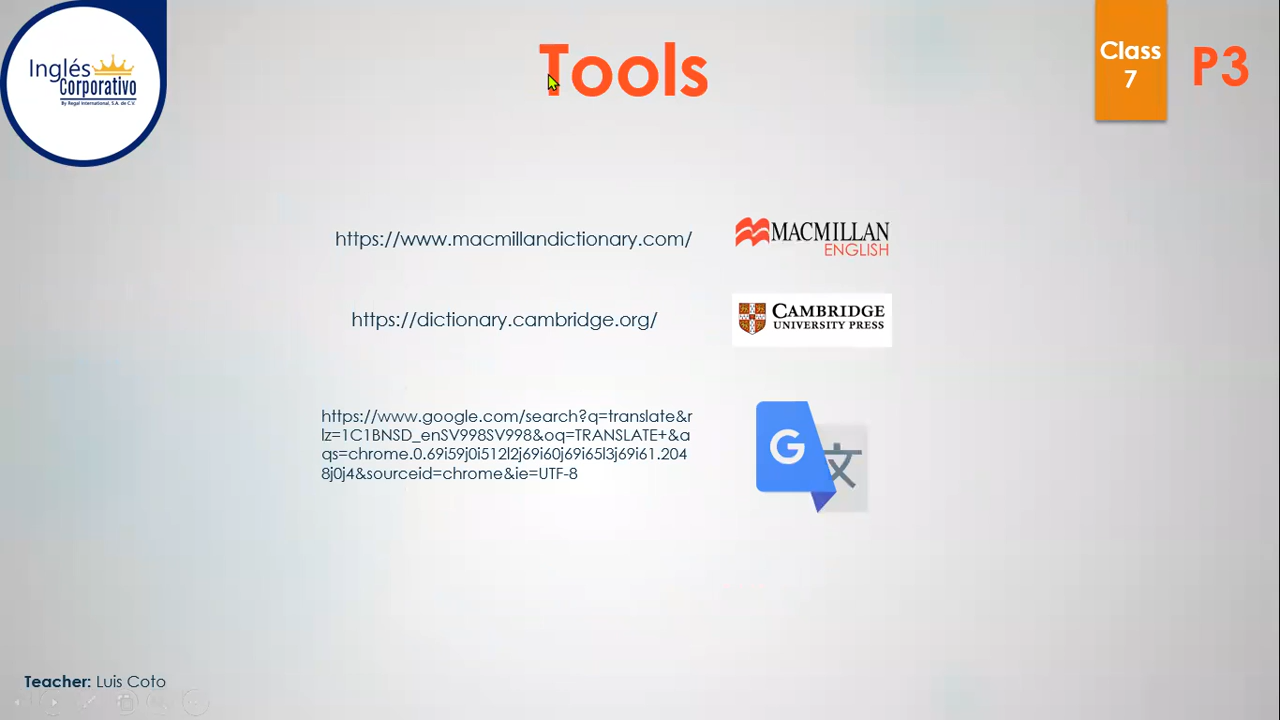 Inglés
Corporativo
By Regal International, S.A. de C.V.
Tools
Class
7
P3
https://www.macmillandictionary.com/
MACMILLAN
ENGLISH
https://dictionary.cambridge.org/
CAMBRIDGE
UNIVERSITY PRESS
https://www.google.com/search?q=translate&r
lz=1C1BNSD_enSV998SV998&oq=TRANSLATE+&a
qs=chrome.0.69i59j0i512l2j69i60j69i65l3j69i61.204
8j0j4&sourceid=chrome&ie=UTF-8
G
文
Teacher: Luis Coto